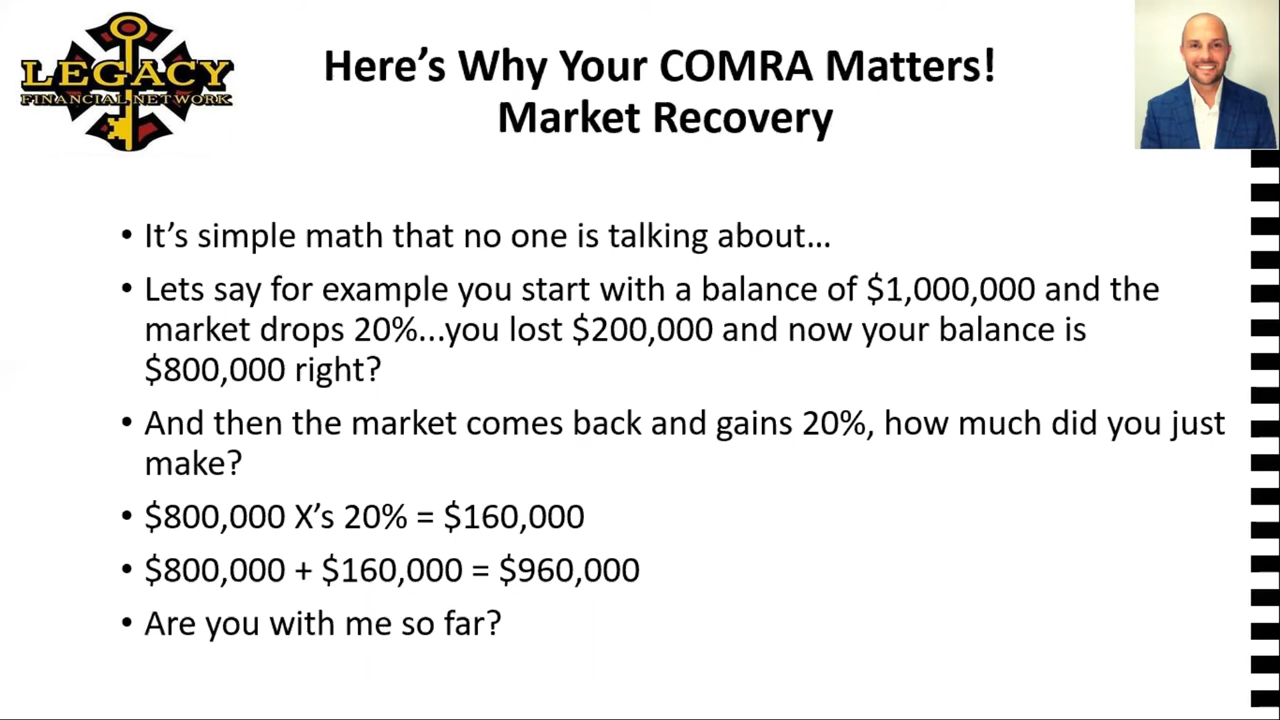 LEGACY
FINANCIAL NETWORK
Here’s Why Your COMRA Matters!
Market Recovery
• It’s simple math that no one is talking about…
• Lets say for example you start with a balance of $1,000,000 and the
market drops 20%...you lost $200,000 and now your balance is
$800,000 right?
• And then the market comes back and gains 20%, how much did you just
make?
• $800,000 X’s 20% = $160,000
• $800,000 + $160,000 = $960,000
• Are you with me so far?